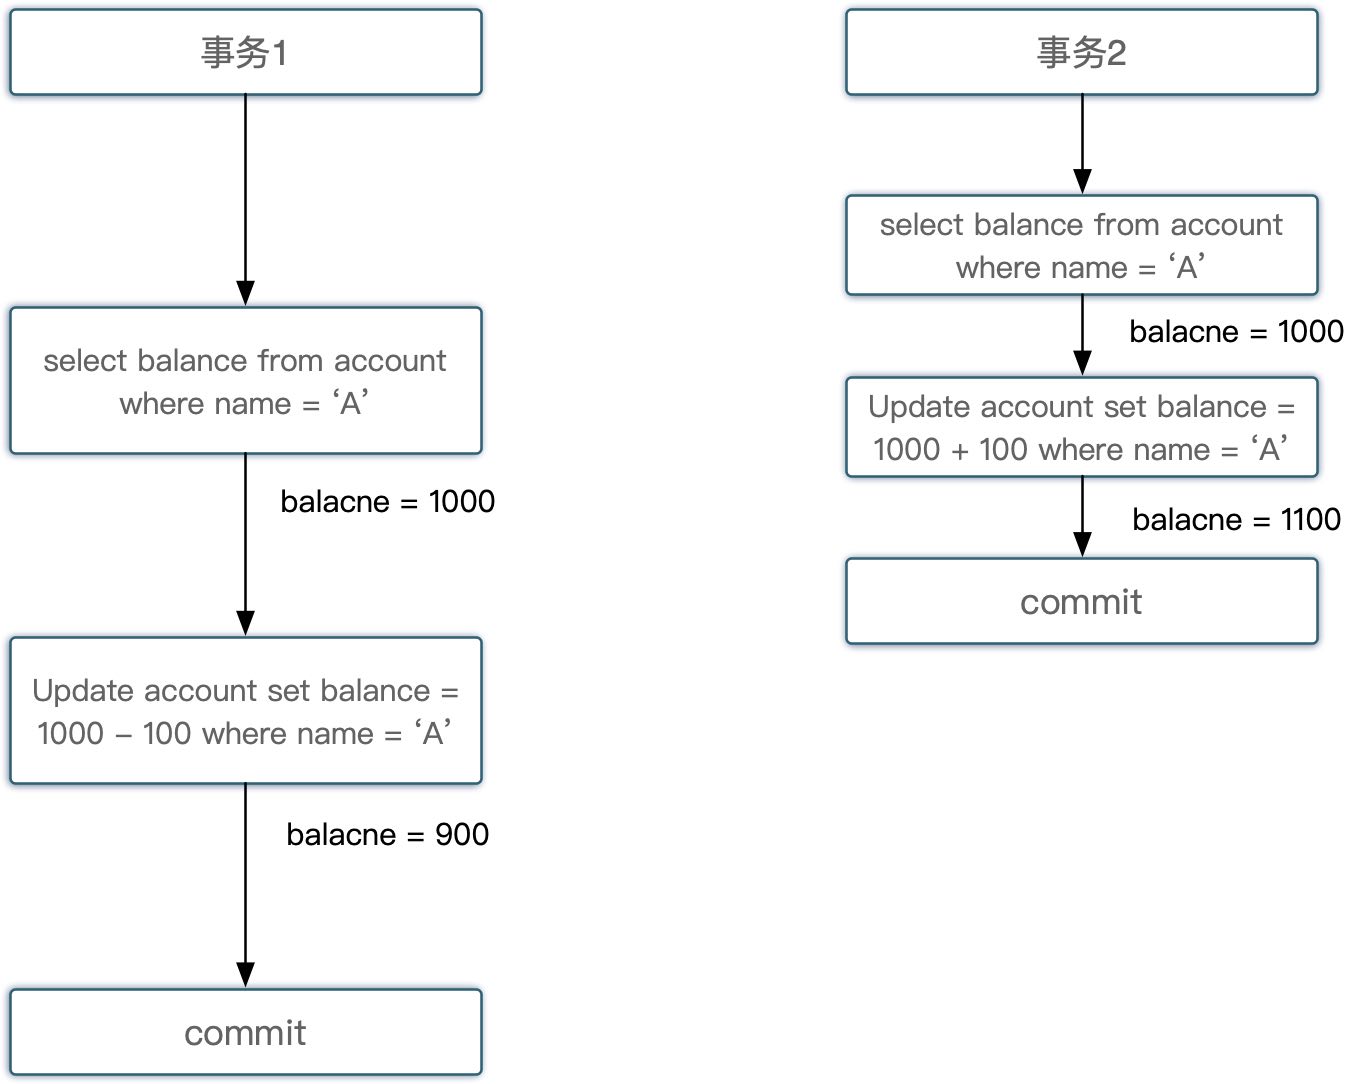 事务1
select balance from account
where name = ‘A’
balacne = 1000
Update account set balance =
1000 – 100 where name = ‘A’
balacne = 900
commit
事务2
select balance from account
where name = ‘A’
balacne = 1000
Update account set balance =
1000 + 100 where name = ‘A’
balacne = 1100
commit